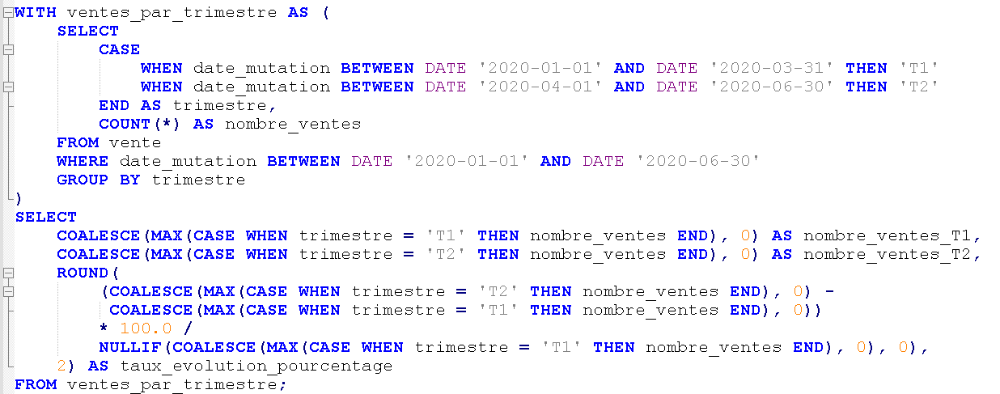 WITH ventes_par_trimestre AS (
    SELECT
        CASE
            WHEN date_mutation BETWEEN DATE '2020-01-01' AND DATE '2020-03-31' THEN 'T1'
            WHEN date_mutation BETWEEN DATE '2020-04-01' AND DATE '2020-06-30' THEN 'T2'
        END AS trimestre,
        COUNT(*) AS nombre_ventes
    FROM vente
    WHERE date_mutation BETWEEN DATE '2020-01-01' AND DATE '2020-06-30'
    GROUP BY trimestre
)
SELECT
    COALESCE(MAX(CASE WHEN trimestre = 'T1' THEN nombre_ventes END), 0) AS nombre_ventes_T1,
    COALESCE(MAX(CASE WHEN trimestre = 'T2' THEN nombre_ventes END), 0) AS nombre_ventes_T2,
    ROUND(
        (COALESCE(MAX(CASE WHEN trimestre = 'T2' THEN nombre_ventes END), 0) -
         COALESCE(MAX(CASE WHEN trimestre = 'T1' THEN nombre_ventes END), 0))
        * 100.0 /
        NULLIF(COALESCE(MAX(CASE WHEN trimestre = 'T1' THEN nombre_ventes END), 0), 0),
    2) AS taux_evolution_pourcentage
FROM ventes_par_trimestre;